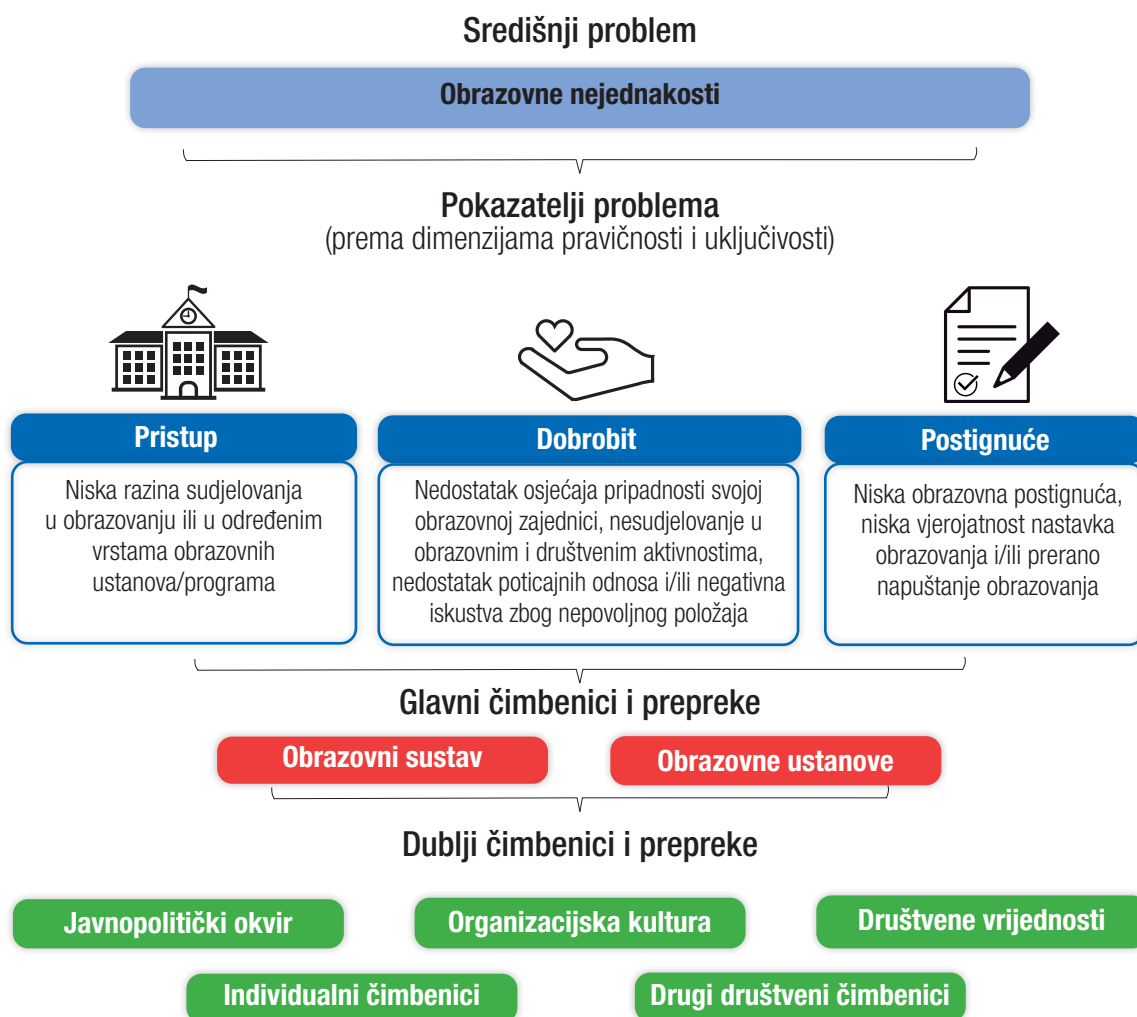 Središnji problem
Obrazovne nejednakosti
Pokazatelji problema
(prema dimenzijama pravičnosti i uključivosti)
Pristup
Niska razina sudjelovanja
u obrazovanju ili u određenim
vrstama obrazovnih
ustanova/programa
Dobrobit
Nedostatak osjećaja pripadnosti svojoj
obrazovnoj zajednici, nesudjelovanje u
obrazovnim i društvenim aktivnostima,
nedostatak poticajnih odnosa i/ili negativna
iskustva zbog nepovoljnog položaja
Postignuće
Niska obrazovna postignuća,
niska vjerojatnost nastavka
obrazovanja i/ili prerano
napuštanje obrazovanja
Glavni čimbenici i prepreke
Obrazovni sustav
Obrazovne ustanove
Dublji čimbenici i prepreke
Javnopolitički okvir
Organizacijska kultura
Društvene vrijednosti
Individualni čimbenici
Drugi društveni čimbenici